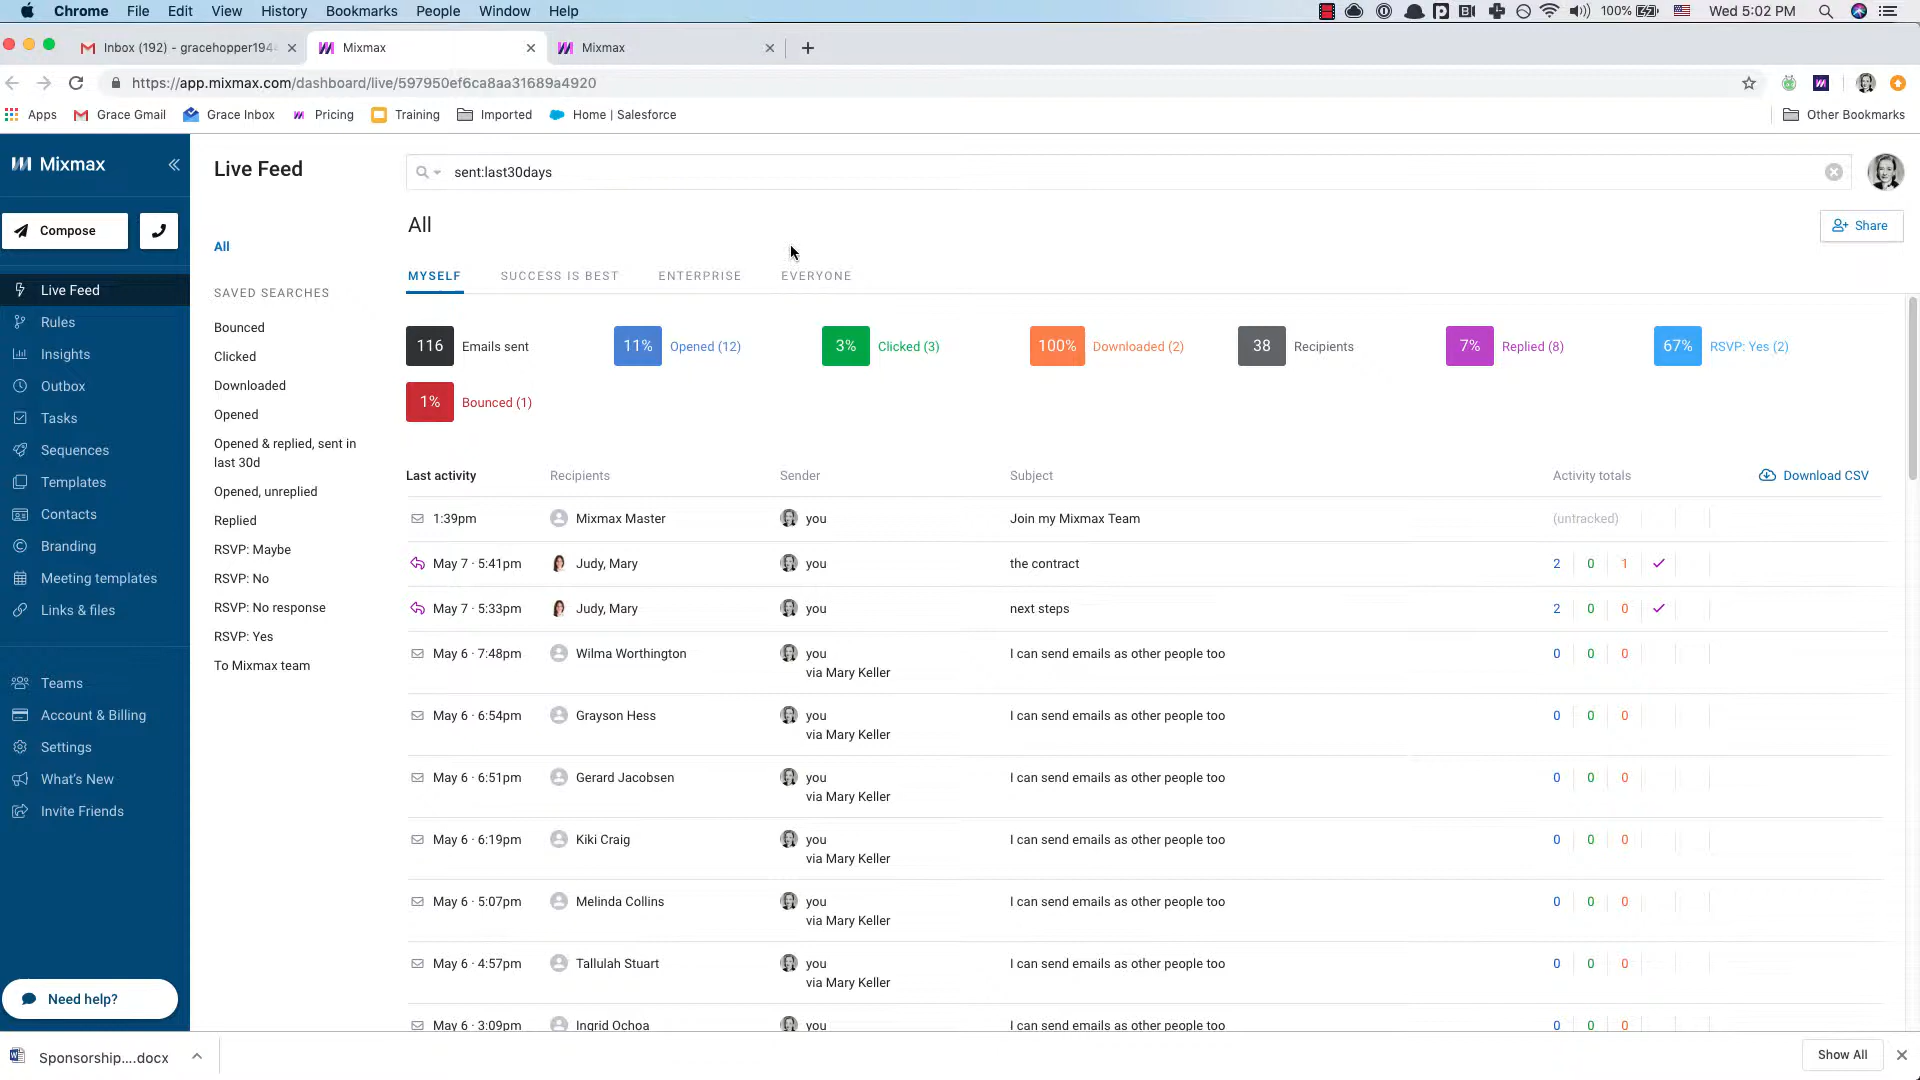 Chrome File Edit View History Bookmarks People Window Help 100% Wed 5:02 PM
Inbox (192) - gracehopper194 Mixmax Mixmax
https://app.mixmax.com/dashboard/live/597950ef6ca8aa31689a4920
Apps Grace Gmail Grace Inbox Pricing Training Imported Home | Salesforce Other Bookmarks
Mixmax
Compose
Live Feed
Rules
Insights
Outbox
Tasks
Sequences
Templates
Contacts
Branding
Meeting templates
Links & files
Teams
Account & Billing
Settings
What's New
Invite Friends
Need help?
Live Feed
All
SAVED SEARCHES
Bounced
Clicked
Downloaded
Opened
Opened & replied, sent in
last 30d
Opened, unreplied
Replied
RSVP: Maybe
RSVP: No
RSVP: No response
RSVP: Yes
To Mixmax team
sent:last30days
All
Share
MYSELF SUCCESS IS BEST ENTERPRISE EVERYONE
116 Emails sent 11% Opened (12) 3% Clicked (3) 100% Downloaded (2) 38 Recipients 7% Replied (8) 67% RSVP: Yes (2)
1% Bounced (1)
Last activity Recipients Sender Subject Activity totals Download CSV
1:39pm Mixmax Master you Join my Mixmax Team (untracked)
May 7 · 5:41pm Judy, Mary you the contract 2 0 1
May 7 · 5:33pm Judy, Mary you next steps 2 0 0
May 6 · 7:48pm Wilma Worthington you I can send emails as other people too 0 0 0
via Mary Keller
May 6 · 6:54pm Grayson Hess you I can send emails as other people too 0 0 0
via Mary Keller
May 6 · 6:51pm Gerard Jacobsen you I can send emails as other people too 0 0 0
via Mary Keller
May 6 · 6:19pm Kiki Craig you I can send emails as other people too 0 0 0
via Mary Keller
May 6 · 5:07pm Melinda Collins you I can send emails as other people too 0 0 0
via Mary Keller
May 6 · 4:57pm Tallulah Stuart you I can send emails as other people too 0 0 0
via Mary Keller
May 6 · 3:09pm Ingrid Ochoa you I can send emails as other people too 0 0 0
Sponsorship....docx Show All